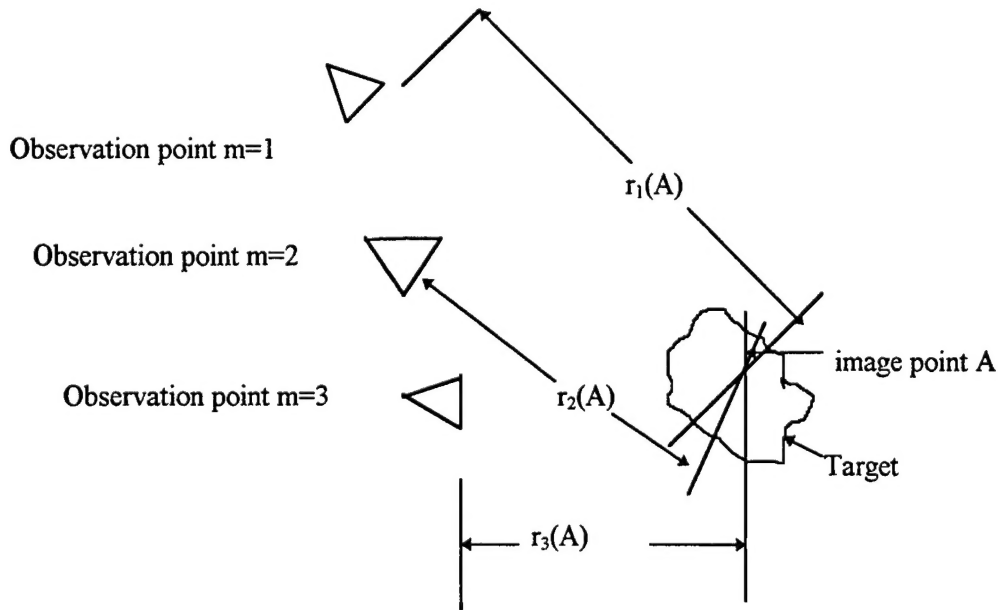 Observation point m=1
r₁(A)
Observation point m=2
image point A
Observation point m=3
r₂(A)
Target
r₃(A)